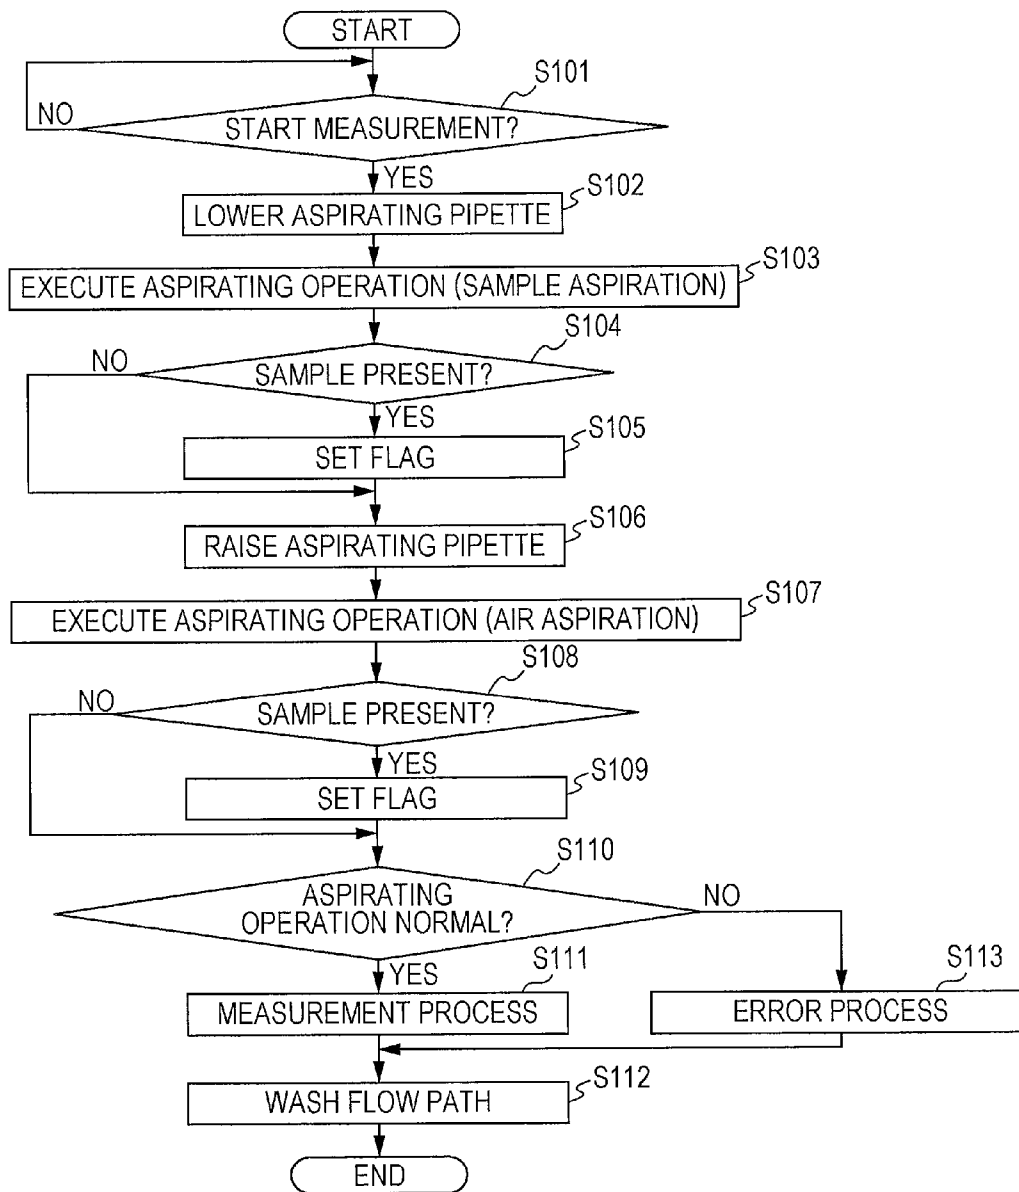 START
S101
NO
START MEASUREMENT?
YES
S102
LOWER ASPIRATING PIPETTE
S103
EXECUTE ASPIRATING OPERATION (SAMPLE ASPIRATION)
S104
NO
SAMPLE PRESENT?
YES
S105
SET FLAG
S106
RAISE ASPIRATING PIPETTE
S107
EXECUTE ASPIRATING OPERATION (AIR ASPIRATION)
S108
NO
SAMPLE PRESENT?
YES
S109
SET FLAG
S110
ASPIRATING
OPERATION NORMAL?
NO
YES
S111
MEASUREMENT PROCESS
S113
ERROR PROCESS
S112
WASH FLOW PATH
END